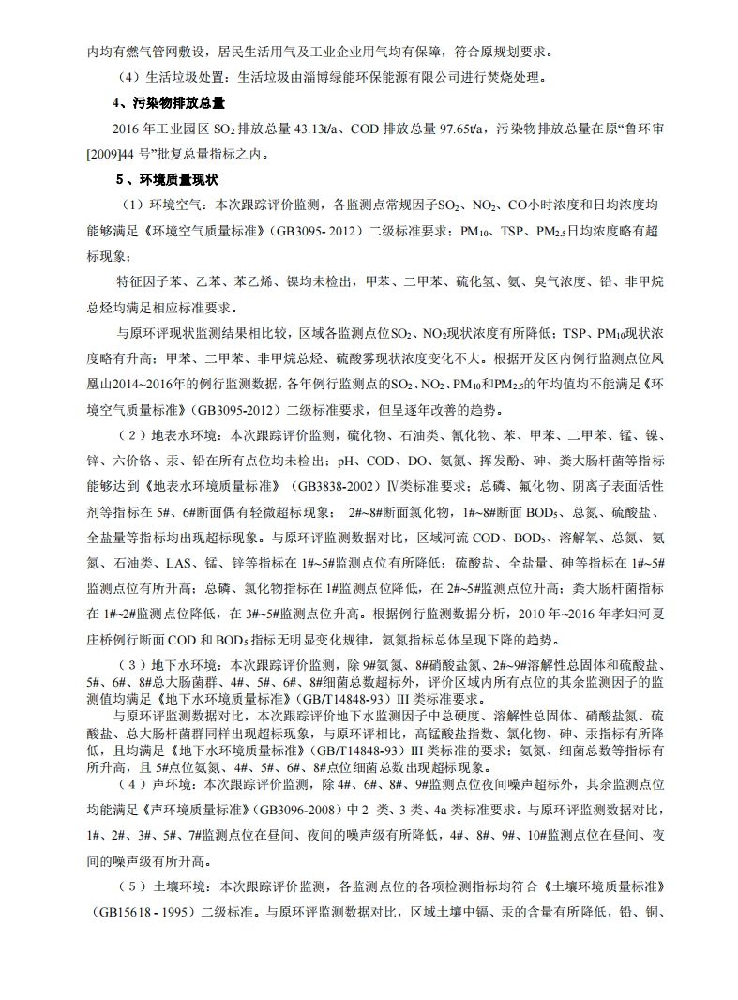 内均有燃气管网敷设，居民生活用气及工业企业用气均有保障，符合原规划要求。
（4）生活垃圾处置：生活垃圾由淄博绿能环保能源有限公司进行焚烧处理。
4、污染物排放总量
2016 年工业园区 SO₂ 排放总量 43.13t/a、COD 排放总量 97.65t/a，污染物排放总量在原“鲁环审
[2009]44 号”批复总量指标之内。
５、环境质量现状
（1）环境空气：本次跟踪评价监测，各监测点常规因子SO₂、NO₂、CO小时浓度和日均浓度均
能够满足《环境空气质量标准》（GB3095- 2012）二级标准要求；PM₁₀、TSP、PM₂.₅日均浓度略有超
标现象；
特征因子苯、乙苯、苯乙烯、镍均未检出，甲苯、二甲苯、硫化氢、氨、臭气浓度、铅、非甲烷
总烃均满足相应标准要求。
与原环评现状监测结果相比较，区域各监测点位SO₂、NO₂现状浓度有所降低；TSP、PM₁₀现状浓
度略有升高；甲苯、二甲苯、非甲烷总烃、硫酸雾现状浓度变化不大。根据开发区内例行监测点位凤
凰山2014~2016年的例行监测数据，各年例行监测点的SO₂、NO₂、PM₁₀和PM₂.₅的年均值均不能满足《环
境空气质量标准》（GB3095-2012）二级标准要求，但呈逐年改善的趋势。
（２）地表水环境：本次跟踪评价监测，硫化物、石油类、氰化物、苯、甲苯、二甲苯、锰、镍、
锌、六价铬、汞、铅在所有点位均未检出；pH、COD、DO、氨氮、挥发酚、砷、粪大肠杆菌等指标
能够达到《地表水环境质量标准》（GB3838-2002）Ⅳ类标准要求；总磷、氟化物、阴离子表面活性
剂等指标在 5#、6#断面偶有轻微超标现象； 2#~8#断面氯化物，1#~8#断面 BOD₅、总氮、硫酸盐、
全盐量等指标均出现超标现象。与原环评监测数据对比，区域河流 COD、BOD₅、溶解氧、总氮、氨
氮、石油类、LAS、锰、锌等指标在 1#~5#监测点位有所降低；硫酸盐、全盐量、砷等指标在 1#~5#
监测点位有所升高；总磷、氯化物指标在 1#监测点位降低，在 2#~5#监测点位升高；粪大肠杆菌指标
在 1#~2#监测点位降低，在 3#~5#监测点位升高。根据例行监测数据分析，2010 年~2016 年孝妇河夏
庄桥例行断面 COD 和 BOD₅ 指标无明显变化规律，氨氮指标总体呈现下降的趋势。
（３）地下水环境：本次跟踪评价监测，除 9#氨氮、8#硝酸盐氮、2#~9#溶解性总固体和硫酸盐、
5#、6#、8#总大肠菌群、4#、5#、6#、8#细菌总数超标外，评价区域内所有点位的其余监测因子的监
测值均满足《地下水环境质量标准》（GB/T14848-93）III 类标准要求。
与原环评监测数据对比，本次跟踪评价地下水监测因子中总硬度、溶解性总固体、硝酸盐氮、硫
酸盐、总大肠杆菌群同样出现超标现象，与原环评相比，高锰酸盐指数、氯化物、砷、汞指标有所降
低，且均满足《地下水环境质量标准》（GB/T14848-93）III 类标准的要求；氨氮、细菌总数等指标有
所升高，且 5#点位氨氮、4#、5#、6#、8#点位细菌总数出现超标现象。
（４）声环境：本次跟踪评价监测，除 4#、6#、8#、9#监测点位夜间噪声超标外，其余监测点位
均能满足《声环境质量标准》（GB3096-2008）中 2 类、3 类、4a 类标准要求。与原环评监测数据对比，
1#、2#、3#、5#、7#监测点位在昼间、夜间的噪声级有所降低，4#、8#、9#、10#监测点位在昼间、夜
间的噪声级有所升高。
（５）土壤环境：本次跟踪评价监测，各监测点位的各项检测指标均符合《土壤环境质量标准》
（GB15618 - 1995）二级标准。与原环评监测数据对比，区域土壤中镉、汞的含量有所降低，铅、铜、